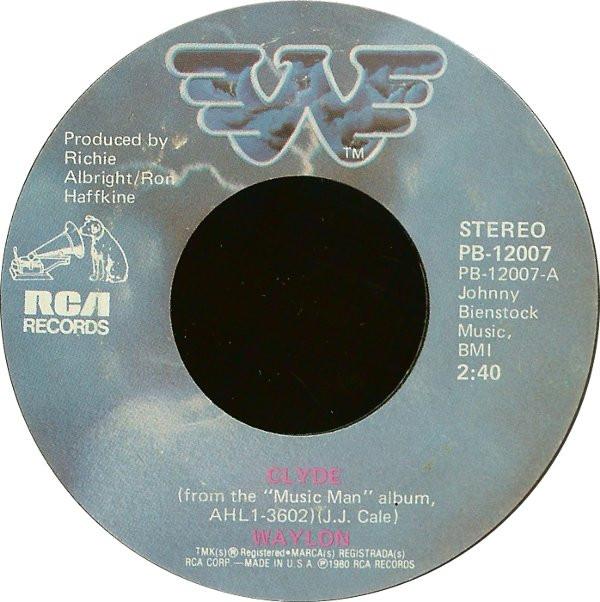 W
TM
Produced by
Richie
Albright/Ron
Haffkine
RCA
RECORDS
STEREO
PB-12007
PB-12007-A
Johnny
Bienstock
Music,
BMI
2:40
CLYDE
(from the "Music Man" album,
AHL1-3602)(J.J. Cale)
WAYLON
TMK(s)®Registered•MARCA(s) REGISTRADA(s)
RCA CORP.—MADE IN U.S.A. ℗1980 RCA RECORDS